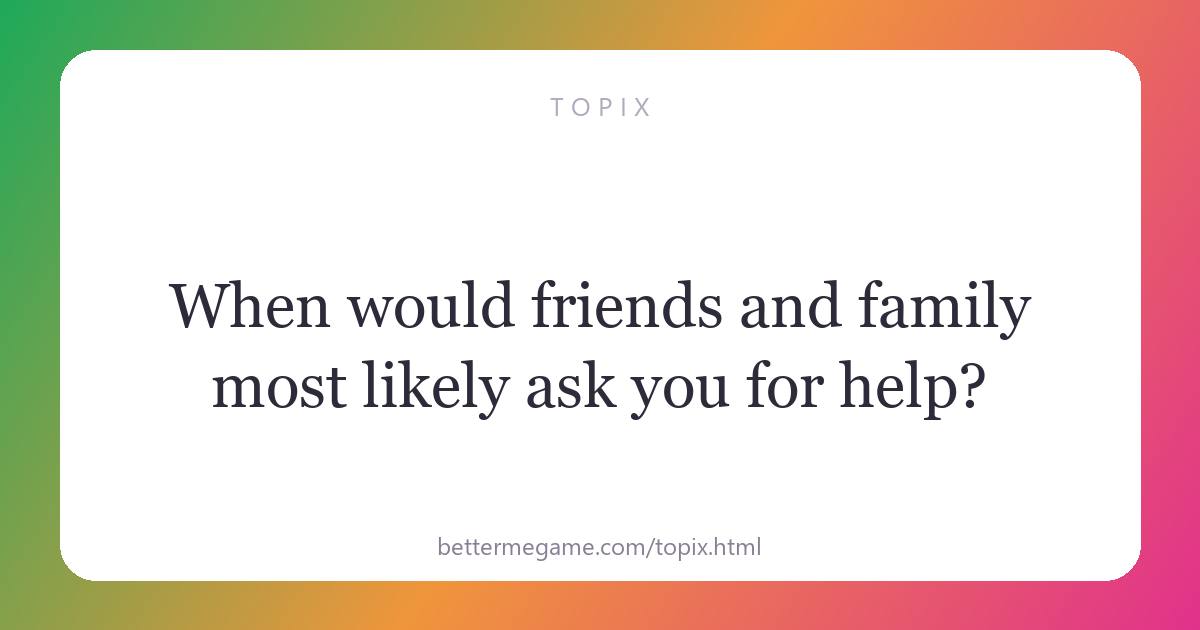 TOPIX
When would friends and family
most likely ask you for help?
bettermegame.com/topix.html